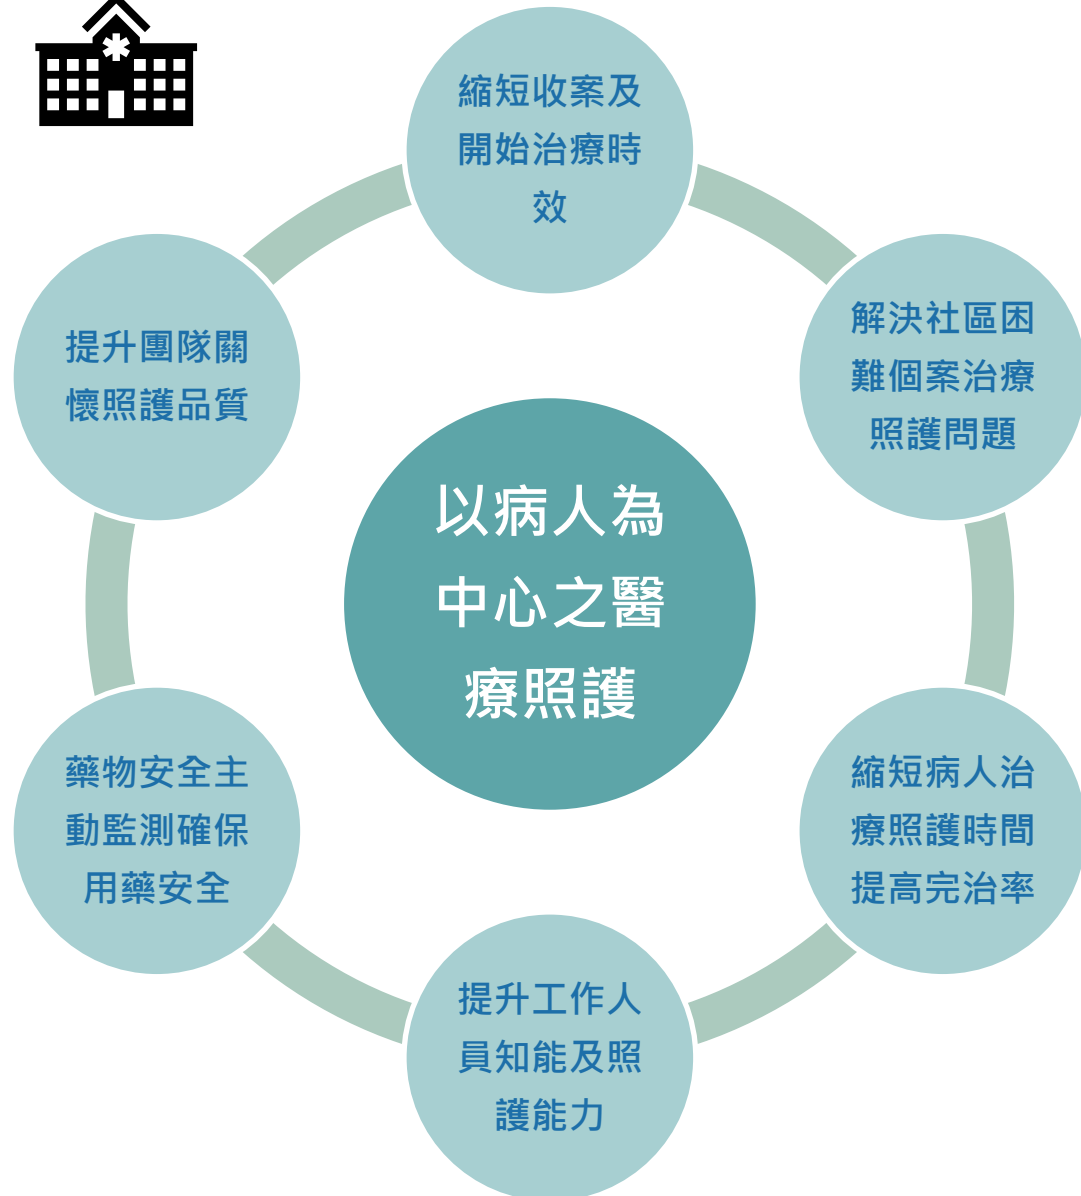 縮短收案及
開始治療時
效
解決社區困
難個案治療
照護問題
縮短病人治
療照護時間
提高完治率
提升工作人
員知能及照
護能力
藥物安全主
動監測確保
用藥安全
提升團隊關
懷照護品質
以病人為
中心之醫
療照護